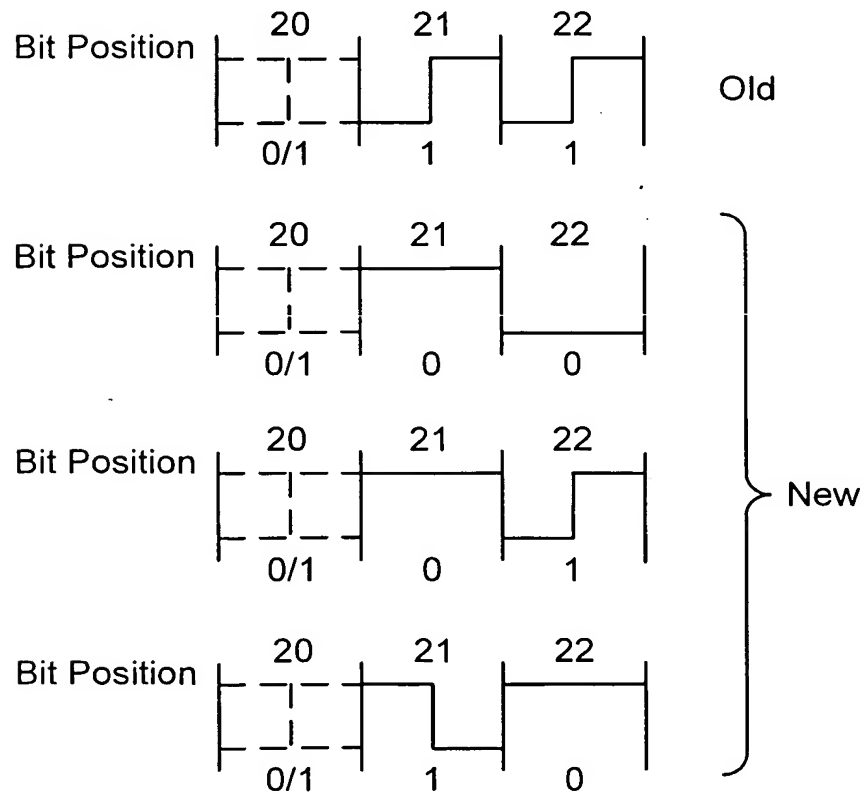 20 21 22
Bit Position
Old
0/1 1 1
20 21 22
Bit Position
0/1 0 0
20 21 22
Bit Position
New
0/1 0 1
20 21 22
Bit Position
0/1 1 0